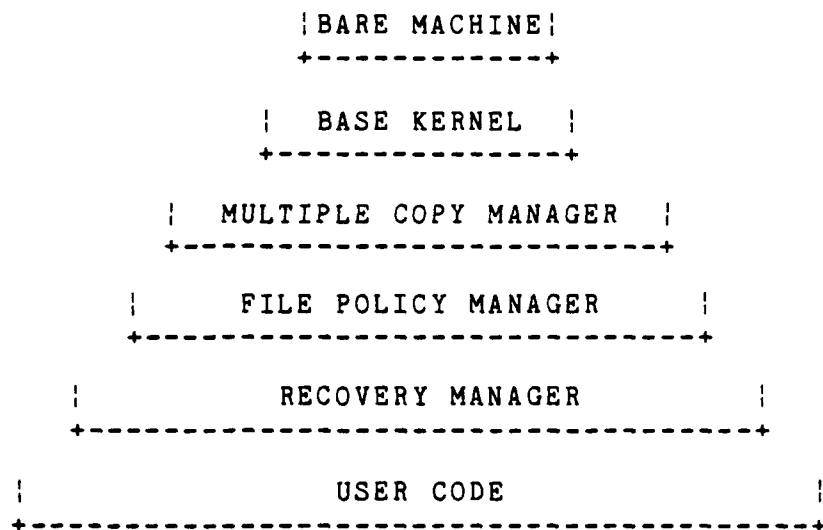 BARE MACHINE
BASE KERNEL
MULTIPLE COPY MANAGER
FILE POLICY MANAGER
RECOVERY MANAGER
USER CODE